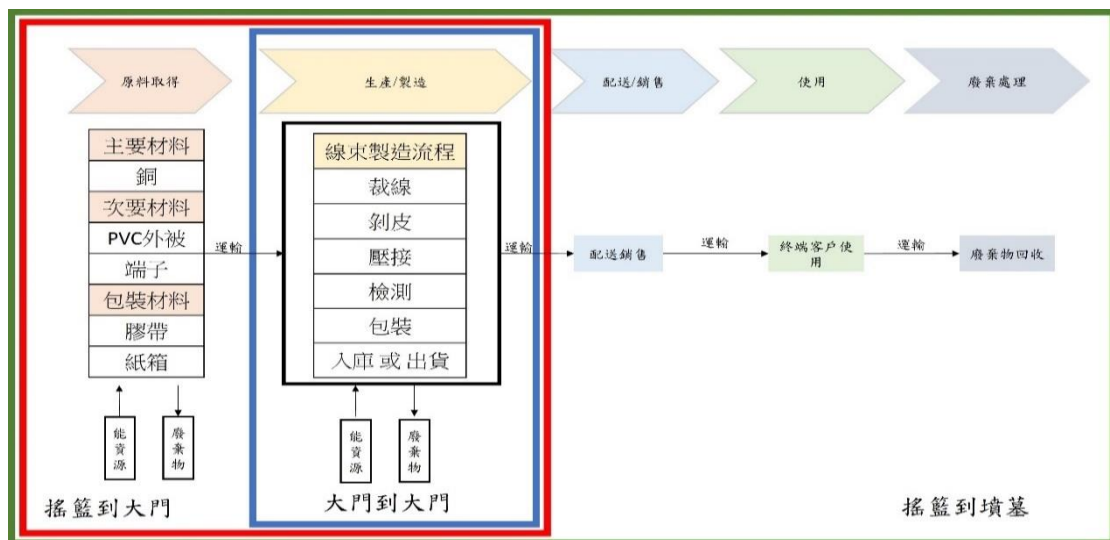 原料取得
生產/製造
配送/銷售
使用
廢棄處理
主要材料
銅
次要材料
PVC外被
端子
包裝材料
膠帶
紙箱
運輸
線束製造流程
裁線
剝皮
壓接
檢測
包裝
入庫 或 出貨
運輸
配送銷售
運輸
終端客戶使
用
運輸
廢棄物回收
能資源
廢棄物
能資源
廢棄物
搖籃到大門
大門到大門
搖籃到墳墓